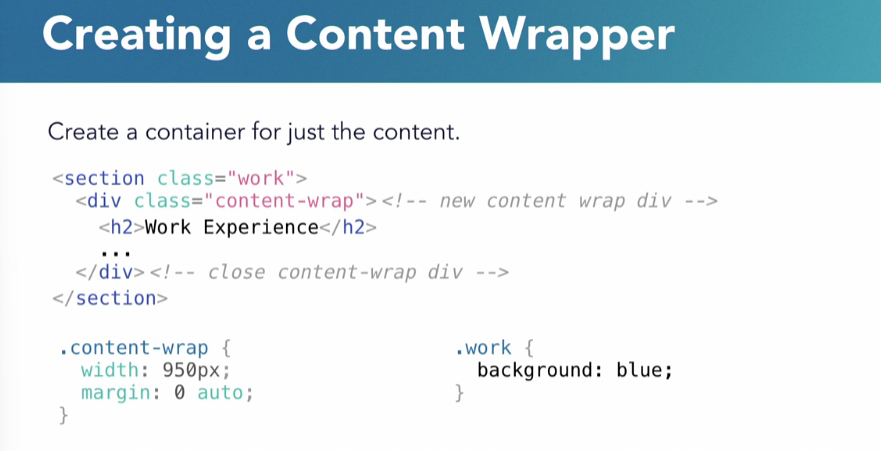 Creating a Content Wrapper
Create a container for just the content.
<section class="work">
<div class="content-wrap"><!-- new content wrap div -->
<h2>Work Experience</h2>
...
</div><!-- close content-wrap div -->
</section>
.content-wrap {
width: 950px;
margin: 0 auto;
}
.work {
background: blue;
}